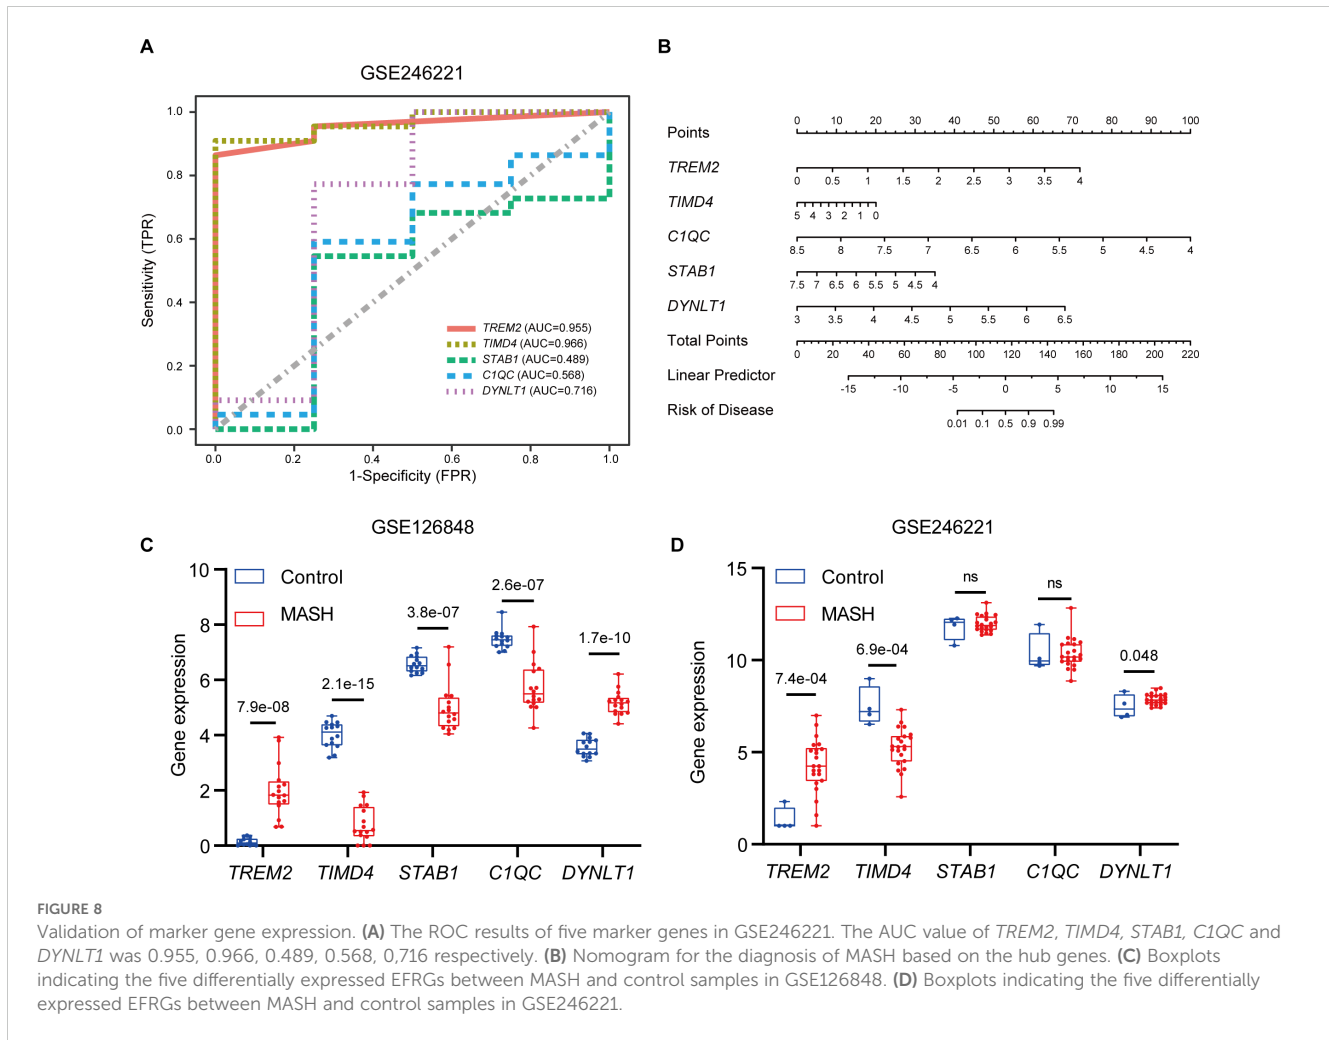 A
GSE246221
Sensitivity (TPR)
1.0
0.8
0.6
0.4
0.2
0.0
TREM2 (AUC=0.955)
TIMD4 (AUC=0.966)
STAB1 (AUC=0.489)
C1QC (AUC=0.568)
DYNLT1 (AUC=0.716)
0.0 0.2 0.4 0.6 0.8 1.0
1-Specificity (FPR)
B
Points 0 10 20 30 40 50 60 70 80 90 100
TREM2 0 0.5 1 1.5 2 2.5 3 3.5 4
TIMD4 5 4 3 2 1 0
C1QC 8.5 8 7.5 7 6.5 6 5.5 5 4.5 4
STAB1 7.5 7 6.5 6 5.5 5 4.5 4
DYNLT1 3 3.5 4 4.5 5 5.5 6 6.5
Total Points 0 20 40 60 80 100 120 140 160 180 200 220
Linear Predictor -15 -10 -5 0 5 10 15
Risk of Disease 0.01 0.1 0.5 0.9 0.99
C
GSE126848
Gene expression
10
8
6
4
2
0
Control
MASH
7.9e-08
2.1e-15
3.8e-07
2.6e-07
1.7e-10
TREM2 TIMD4 STAB1 C1QC DYNLT1
D
GSE246221
Gene expression
15
10
5
0
Control
MASH
7.4e-04
6.9e-04
ns
ns
0.048
TREM2 TIMD4 STAB1 C1QC DYNLT1
FIGURE 8
Validation of marker gene expression. (A) The ROC results of five marker genes in GSE246221. The AUC value of TREM2, TIMD4, STAB1, C1QC and
DYNLT1 was 0.955, 0.966, 0.489, 0.568, 0,716 respectively. (B) Nomogram for the diagnosis of MASH based on the hub genes. (C) Boxplots
indicating the five differentially expressed EFRGs between MASH and control samples in GSE126848. (D) Boxplots indicating the five differentially
expressed EFRGs between MASH and control samples in GSE246221.